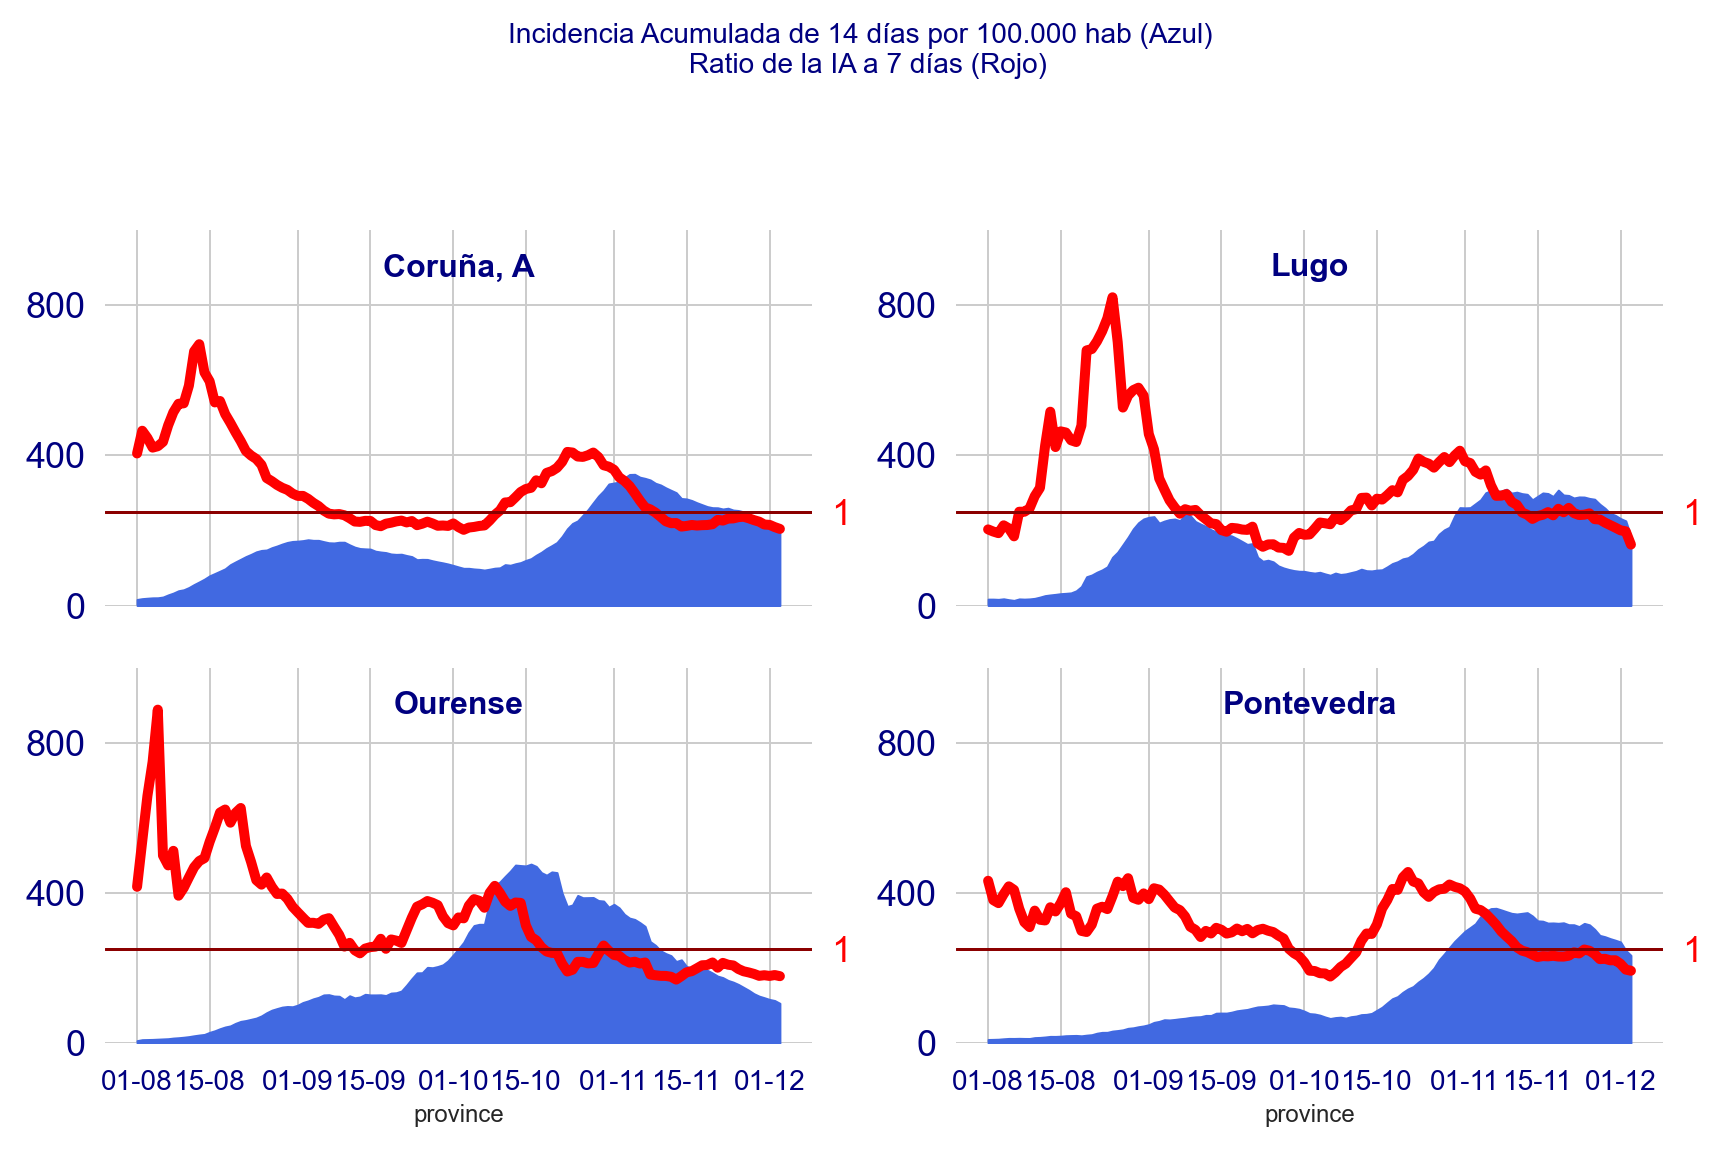 Incidencia Acumulada de 14 días por 100.000 hab (Azul)
Ratio de la IA a 7 días (Rojo)
Coruña, A
800
400
0
1
Lugo
800
400
0
1
Ourense
800
400
0
1
01-08 15-08 01-09 15-09 01-10 15-10 01-11 15-11 01-12
province
Pontevedra
800
400
0
1
01-08 15-08 01-09 15-09 01-10 15-10 01-11 15-11 01-12
province